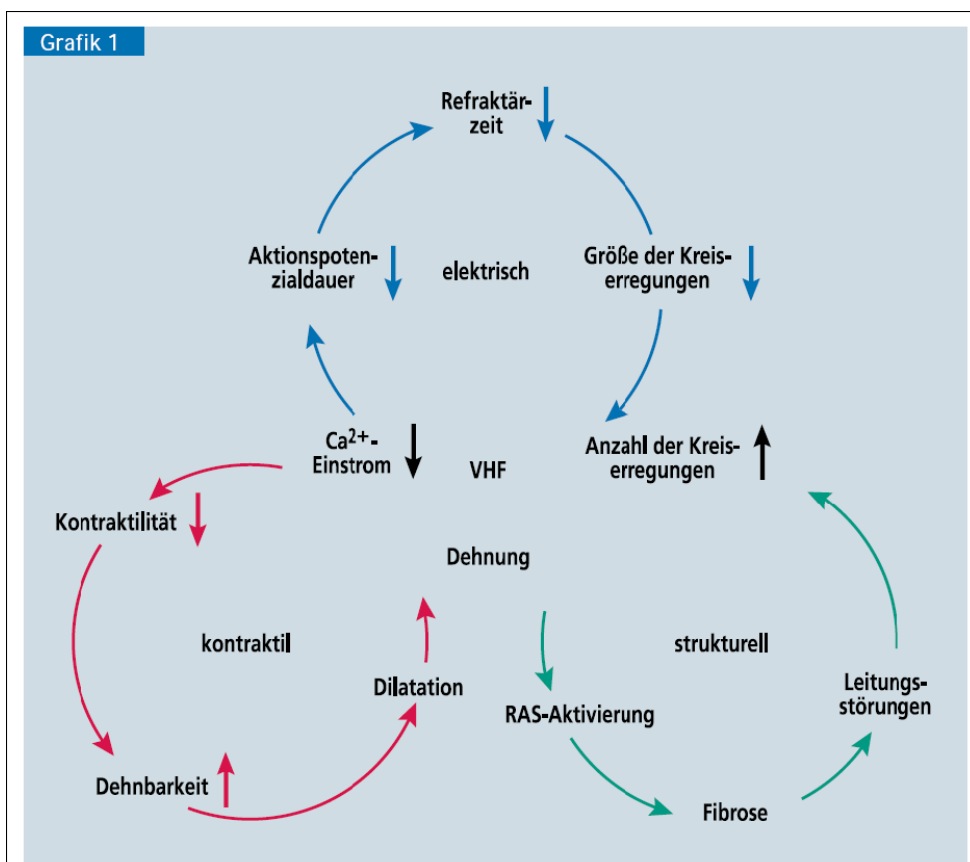 Grafik 1
Refraktär-
zeit
Aktionspoten-
zialdauer
elektrisch
Größe der Kreis-
erregungen
Ca2+-
Einstrom
VHF
Anzahl der Kreis-
erregungen
Kontraktilität
Dehnung
kontraktil
strukturell
Dilatation
RAS-Aktivierung
Leitungs-
störungen
Dehnbarkeit
Fibrose